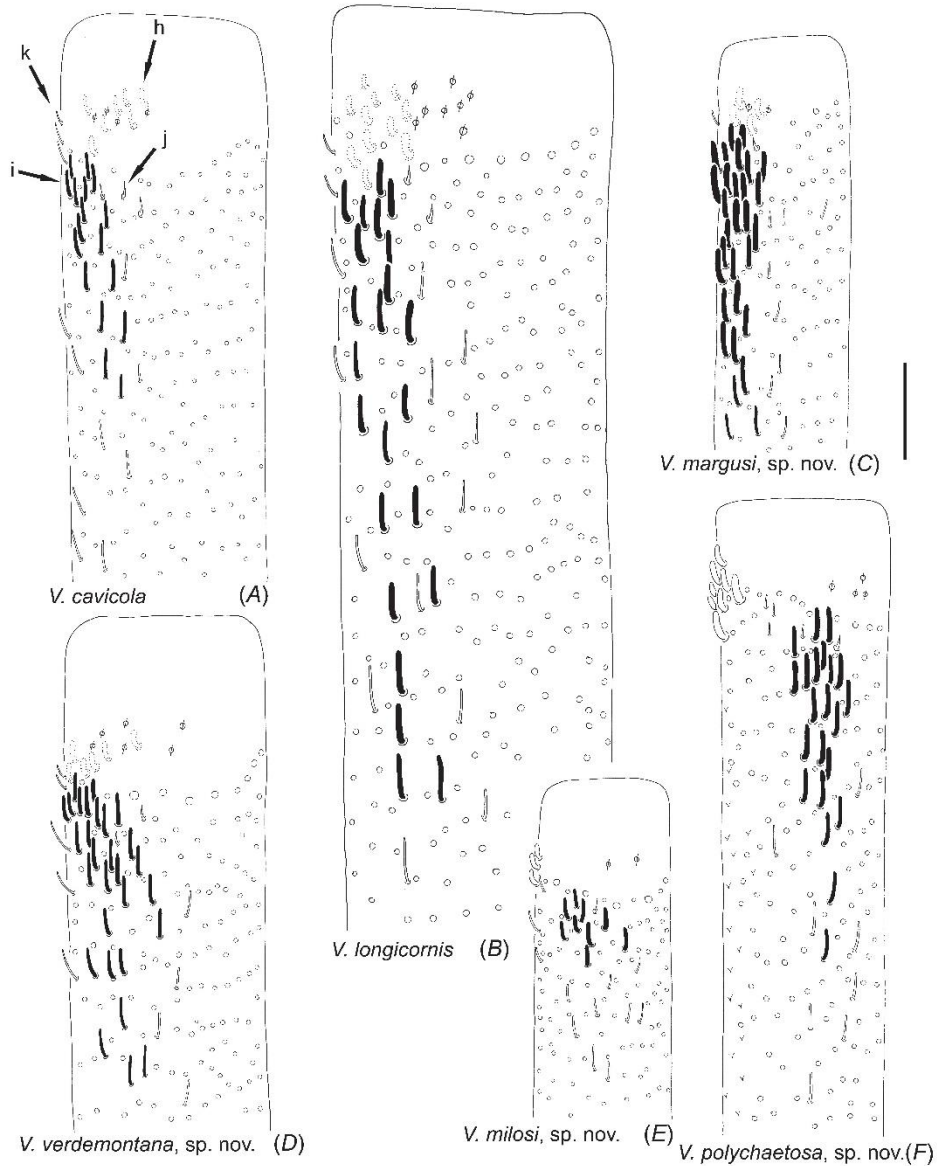 h
k
i
j
V. cavicola (A)
V. longicornis (B)
V. margusi, sp. nov. (C)
V. verdemontana, sp. nov. (D)
V. milosi, sp. nov. (E)
V. polychaetosa, sp. nov.(F)